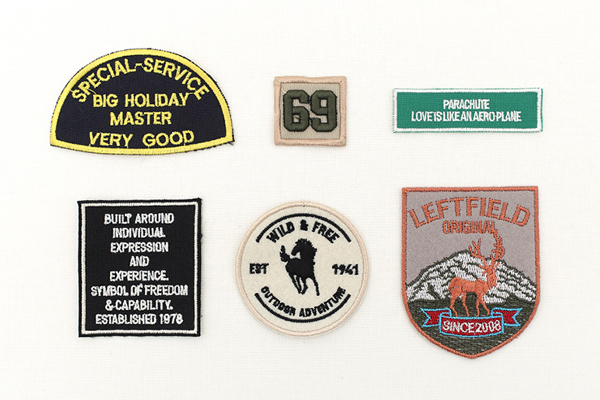 SPECIAL-SERVICE
BIG HOLIDAY
MASTER
VERY GOOD
69
PARACHUTE
LOVE IS LIKE AN AERO PLANE
BUILT AROUND
INDIVIDUAL
EXPRESSION
AND
EXPERIENCE.
SYMBOL OF FREEDOM
&CAPABILITY.
ESTABLISHED 1978
WILD & FREE
EST 1941
OUTDOOR ADVENTURE
LEFTFIELD
ORIGINAL
SINCE 2008